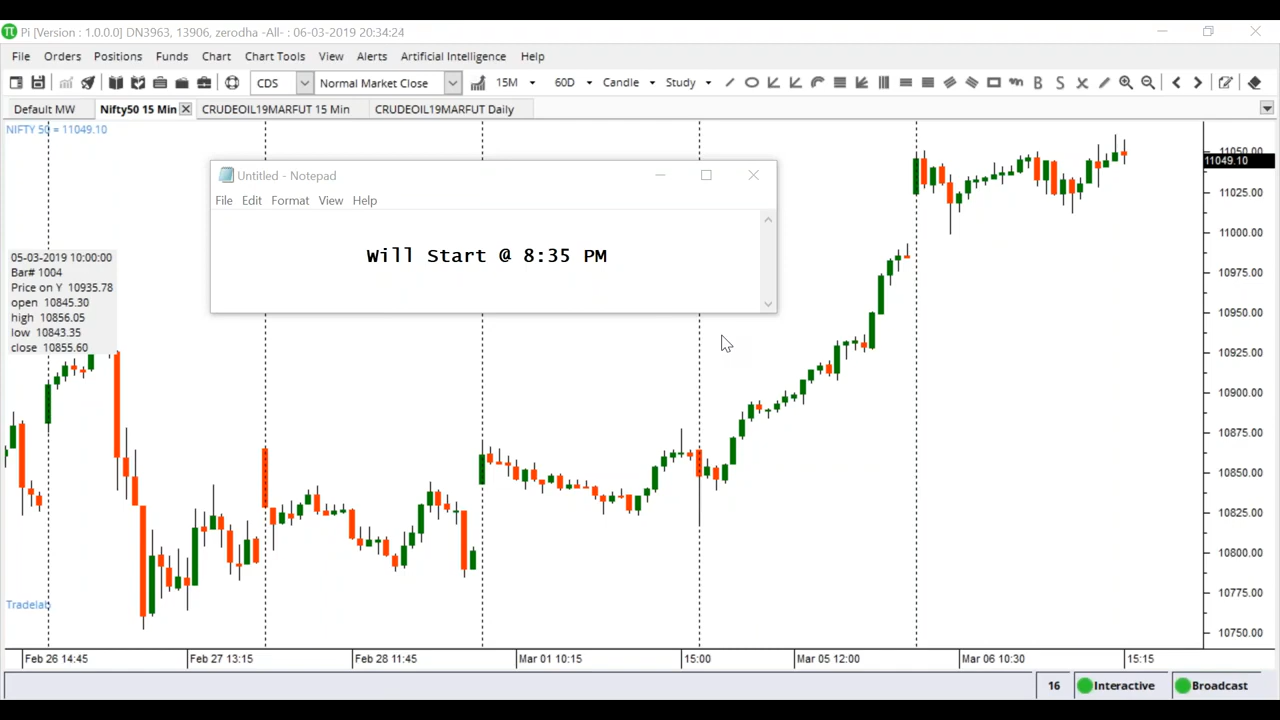 Pi [Version : 1.0.0.0] DN3963, 13906, zerodha -All- : 06-03-2019 20:34:24
File Orders Positions Funds Chart Chart Tools View Alerts Artificial Intelligence Help
CDS Normal Market Close 15M 60D Candle Study B S
Default MW Nifty50 15 Min CRUDEOIL19MARFUT 15 Min CRUDEOIL19MARFUT Daily
NIFTY 50 = 11049.10
Untitled - Notepad
File Edit Format View Help
Will Start @ 8:35 PM
05-03-2019 10:00:00
Bar# 1004
Price on Y 10935.78
open 10845.30
high 10856.05
low 10843.35
close 10855.60
11050.00
11049.10
11025.00
11000.00
10975.00
10950.00
10925.00
10900.00
10875.00
10850.00
10825.00
10800.00
10775.00
10750.00
Tradelab
Feb 26 14:45 Feb 27 13:15 Feb 28 11:45 Mar 01 10:15 15:00 Mar 05 12:00 Mar 06 10:30 15:15
16 Interactive Broadcast